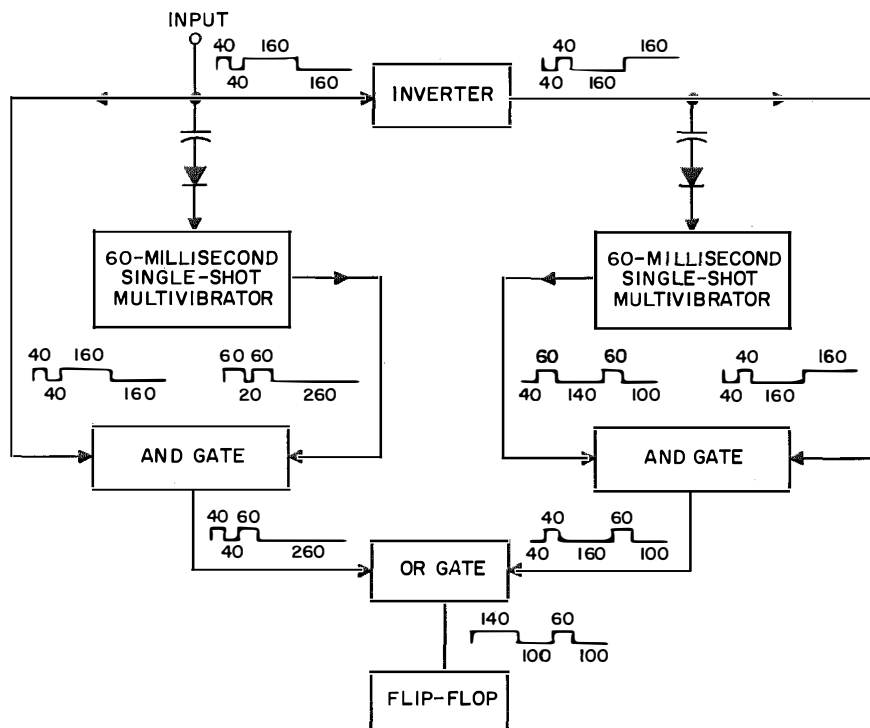 INPUT
40 160
40 160
INVERTER
40 160
40 160
60-MILLISECOND
SINGLE-SHOT
MULTIVIBRATOR
60-MILLISECOND
SINGLE-SHOT
MULTIVIBRATOR
40 160
40 160
60 60
20 260
60 60
40 140 100
40 160
40 160
AND GATE
AND GATE
40 60
40 260
40 60
40 160 100
OR GATE
140 60
100 100
FLIP-FLOP